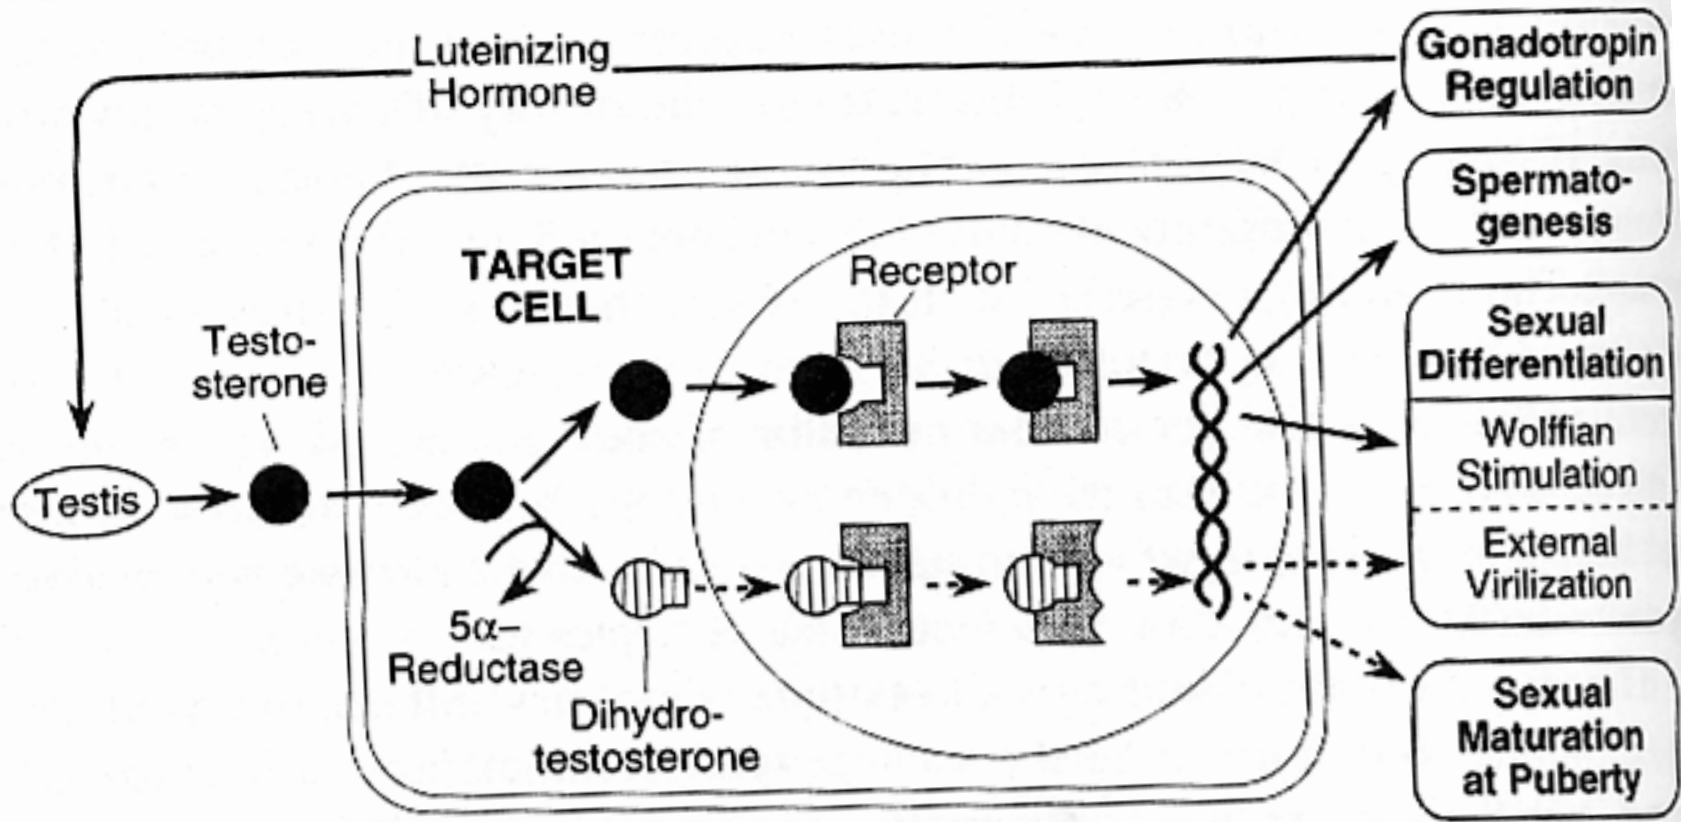 Luteinizing
Hormone
Gonadotropin
Regulation
Spermato-
genesis
TARGET
CELL
Receptor
Sexual
Differentiation
Testo-
sterone
Wolffian
Stimulation
Testis
External
Virilization
5α–
Reductase
Dihydro-
testosterone
Sexual
Maturation
at Puberty